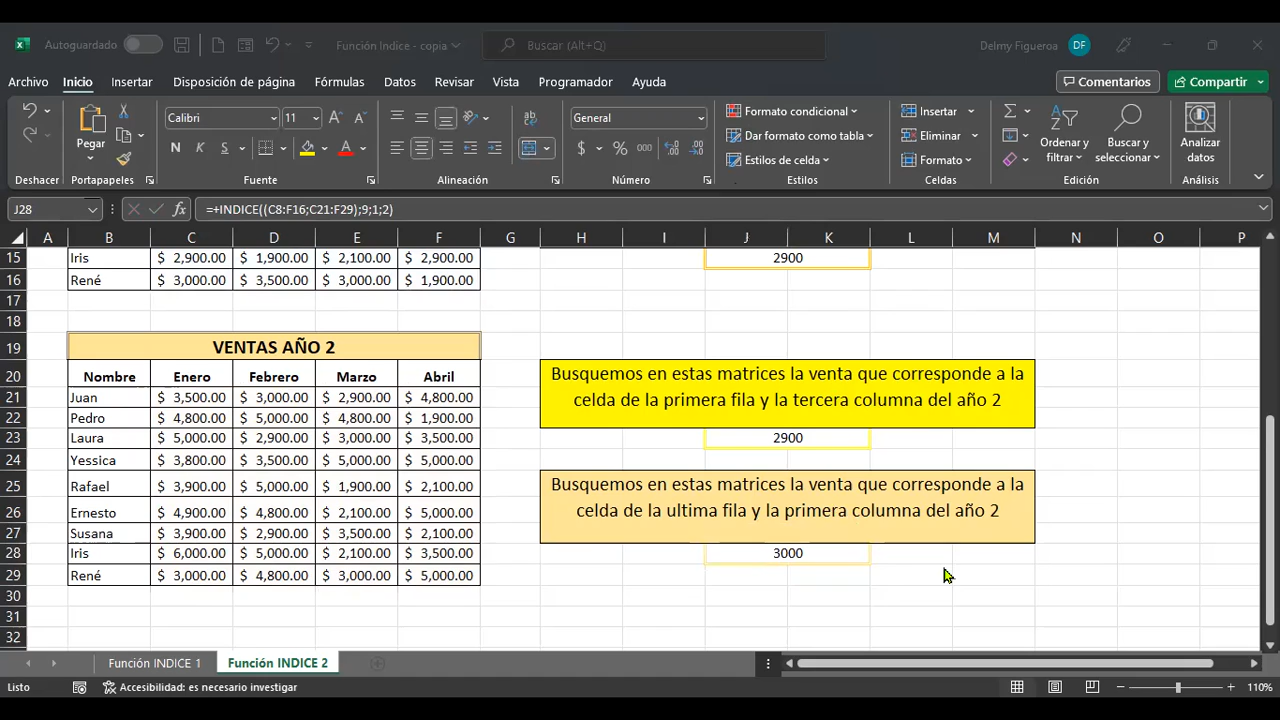 Autoguardado
Función Indice - copia
Buscar (Alt+Q)
Delmy Figueroa
DF
Archivo Inicio Insertar Disposición de página Fórmulas Datos Revisar Vista Programador Ayuda
Comentarios
Compartir
Pegar
Calibri 11
N K S
General
$ % 000
Formato condicional
Dar formato como tabla
Estilos de celda
Insertar
Eliminar
Formato
Ordenar y filtrar
Buscar y seleccionar
Analizar datos
Deshacer Portapapeles Fuente Alineación Número Estilos Celdas Edición Análisis
J28 fx =+INDICE((C8:F16;C21:F29);9;1;2)
A B C D E F G H I J K L M N O P
15 Iris $ 2,900.00 $ 1,900.00 $ 2,100.00 $ 2,900.00 2900
16 René $ 3,000.00 $ 3,500.00 $ 3,000.00 $ 1,900.00
17
18
19 VENTAS AÑO 2
20 Nombre Enero Febrero Marzo Abril
Busquemos en estas matrices la venta que corresponde a la
celda de la primera fila y la tercera columna del año 2
21 Juan $ 3,500.00 $ 3,000.00 $ 2,900.00 $ 4,800.00
22 Pedro $ 4,800.00 $ 5,000.00 $ 4,800.00 $ 1,900.00
23 Laura $ 5,000.00 $ 2,900.00 $ 3,000.00 $ 3,500.00 2900
24 Yessica $ 3,800.00 $ 3,500.00 $ 5,000.00 $ 5,000.00
Busquemos en estas matrices la venta que corresponde a la
celda de la ultima fila y la primera columna del año 2
25 Rafael $ 3,900.00 $ 5,000.00 $ 1,900.00 $ 2,100.00
26 Ernesto $ 4,900.00 $ 4,800.00 $ 2,100.00 $ 5,000.00
27 Susana $ 3,900.00 $ 2,900.00 $ 3,500.00 $ 2,100.00
28 Iris $ 6,000.00 $ 5,000.00 $ 2,100.00 $ 3,500.00 3000
29 René $ 3,000.00 $ 4,800.00 $ 3,000.00 $ 5,000.00
30
31
32
Función INDICE 1 Función INDICE 2
Listo Accesibilidad: es necesario investigar 110%